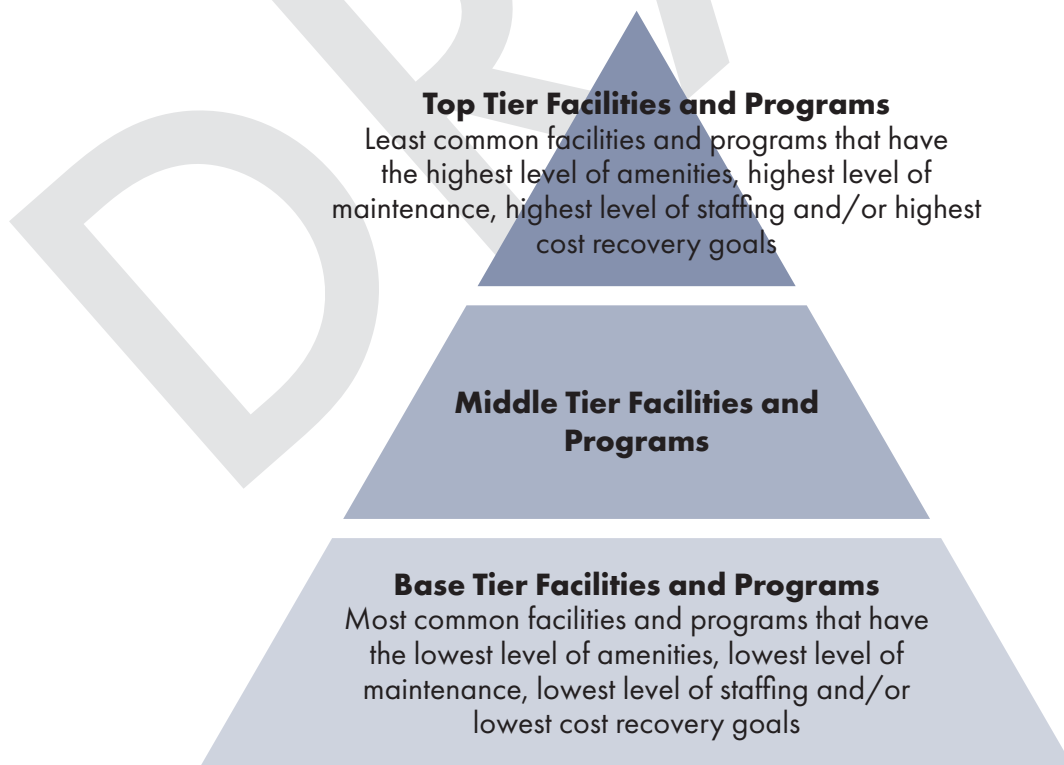 Top Tier Facilities and Programs
Least common facilities and programs that have
the highest level of amenities, highest level of
maintenance, highest level of staffing and/or highest
cost recovery goals
Middle Tier Facilities and
Programs
Base Tier Facilities and Programs
Most common facilities and programs that have
the lowest level of amenities, lowest level of
maintenance, lowest level of staffing and/or
lowest cost recovery goals